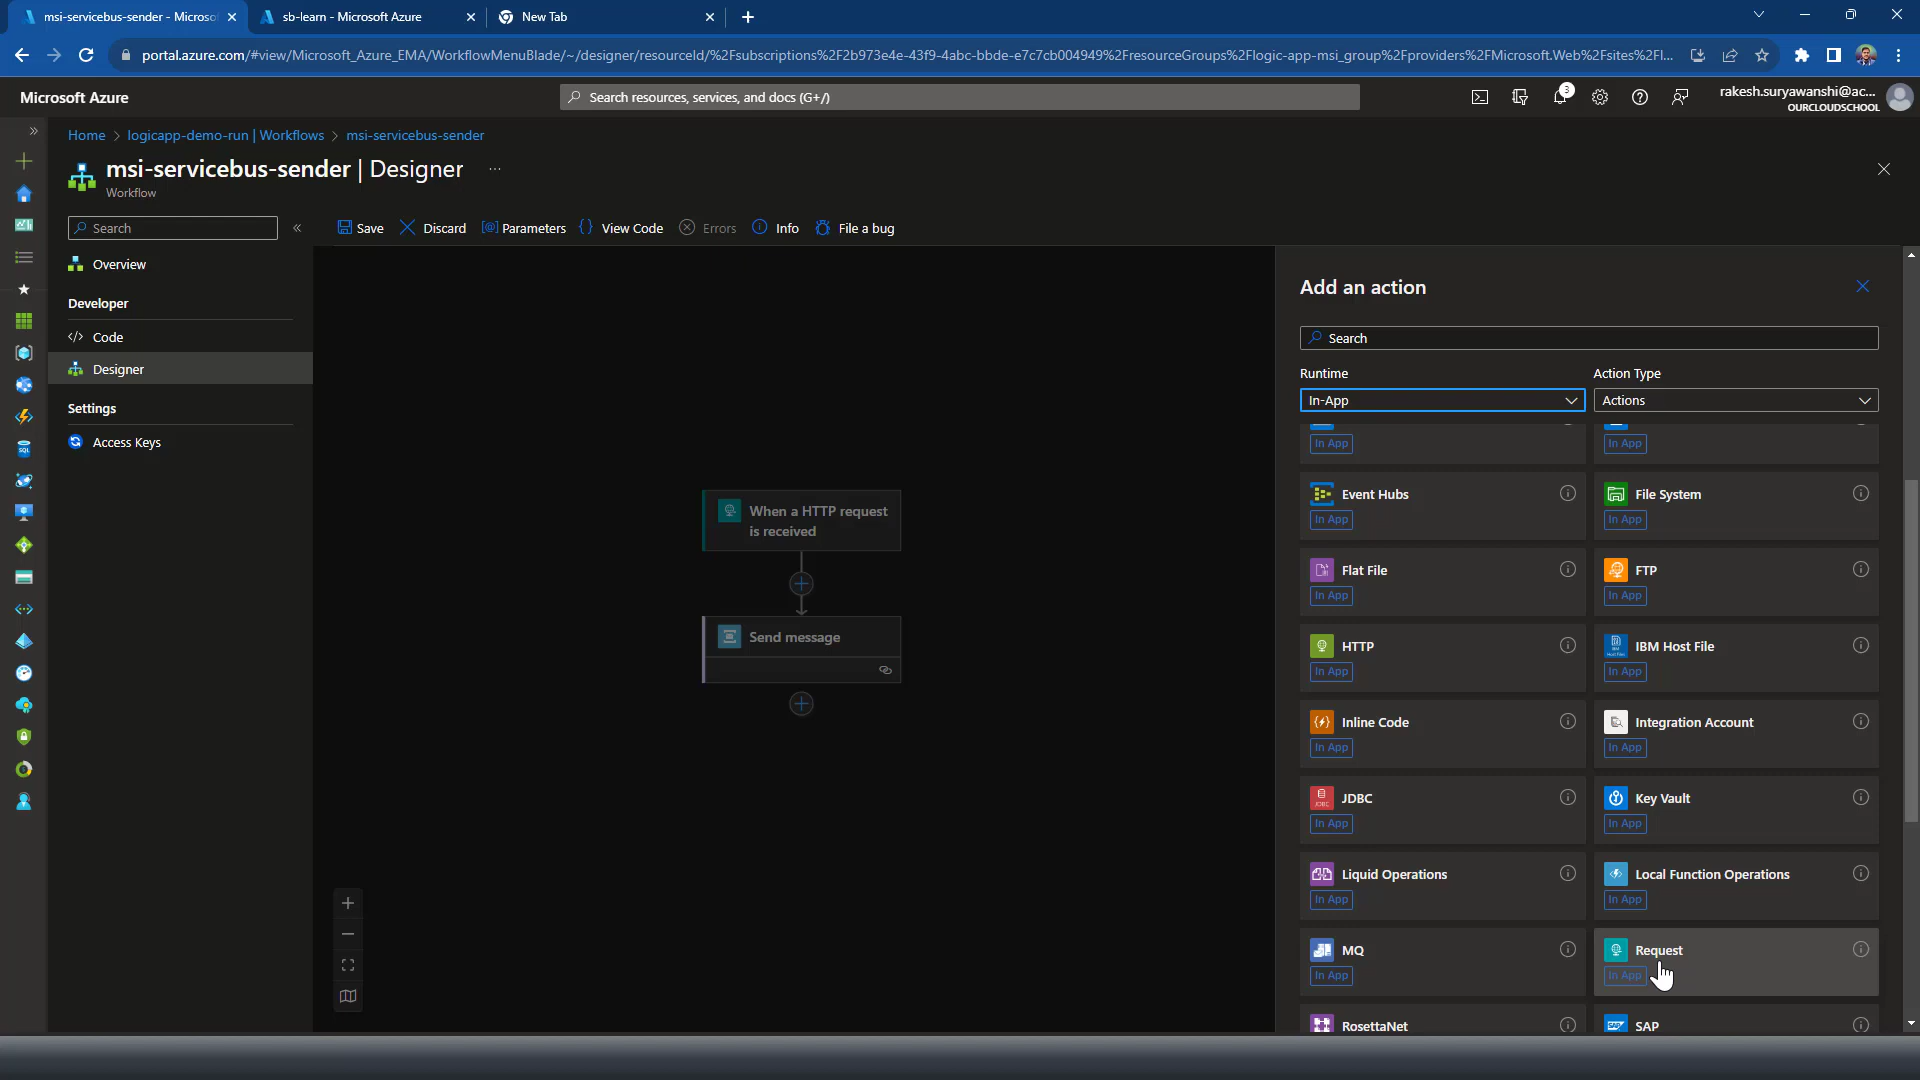 msi-servicebus-sender - Microsof
sb-learn - Microsoft Azure
New Tab
portal.azure.com/#view/Microsoft_Azure_EMA/WorkflowMenuBlade/~/designer/resourceId/%2Fsubscriptions%2F2b973e4e-43f9-4abc-bbde-e7c7cb004949%2FresourceGroups%2Flogic-app-msi_group%2Fproviders%2FMicrosoft.Web%2Fsites%2Fl...
Microsoft Azure
Search resources, services, and docs (G+/)
3
rakesh.suryawanshi@ac...
OURCLOUDSCHOOL
Home > logicapp-demo-run | Workflows > msi-servicebus-sender
msi-servicebus-sender | Designer ...
Workflow
Search
Save
Discard
Parameters
View Code
Errors
Info
File a bug
Overview
Developer
Code
Designer
Settings
Access Keys
When a HTTP request
is received
Send message
Add an action
Search
Runtime
Action Type
In-App
Actions
In App
In App
Event Hubs
In App
File System
In App
Flat File
In App
FTP
In App
HTTP
In App
IBM Host File
In App
Inline Code
In App
Integration Account
In App
JDBC
In App
Key Vault
In App
Liquid Operations
In App
Local Function Operations
In App
MQ
In App
Request
In App
RosettaNet
SAP